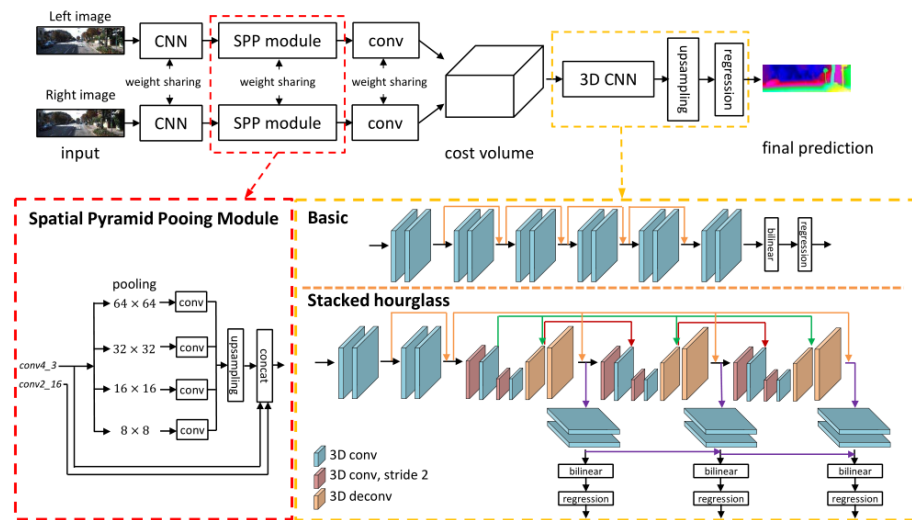 Left image
CNN
SPP module
conv
weight sharing
weight sharing
weight sharing
Right image
CNN
SPP module
conv
input
cost volume
3D CNN
upsampling
regression
final prediction
Spatial Pyramid Pooing Module
pooling
64 × 64
conv
32 × 32
conv
16 × 16
conv
8 × 8
conv
conv4_3
conv2_16
upsampling
concat
Basic
bilinear
regression
Stacked hourglass
3D conv
3D conv, stride 2
3D deconv
bilinear
regression
bilinear
regression
bilinear
regression